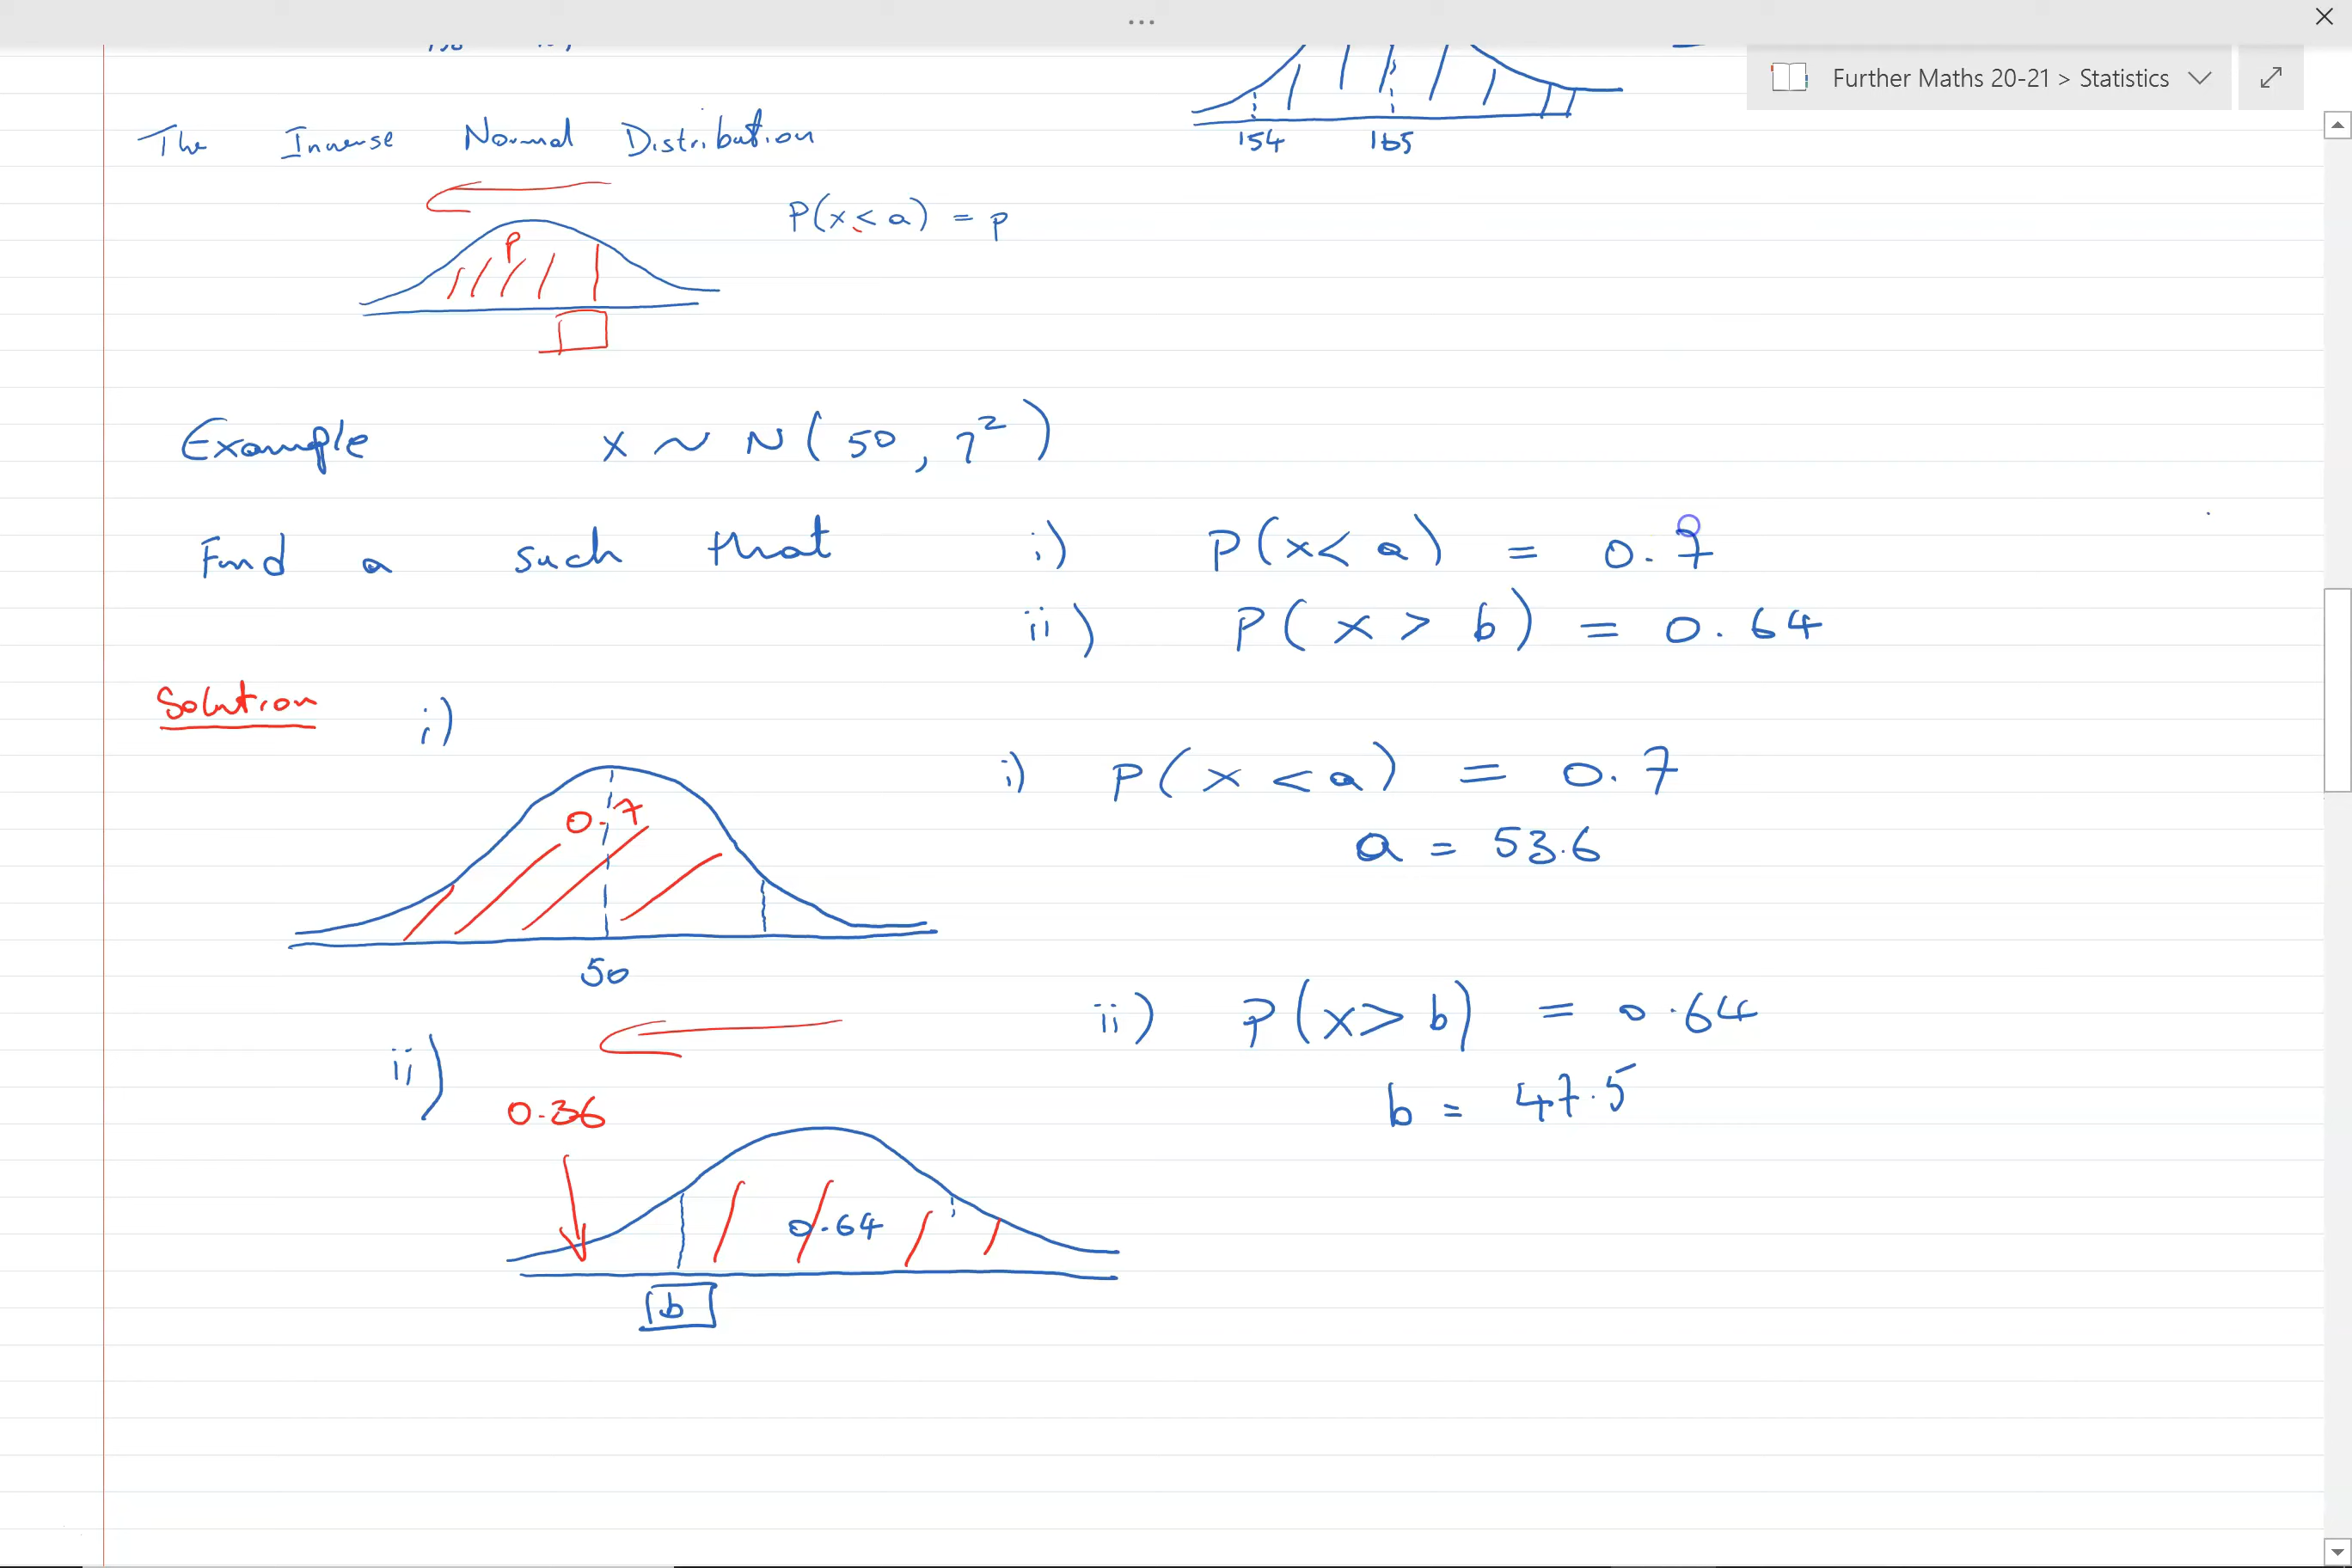 ...
Further Maths 20-21 > Statistics
154 165
The Inverse Normal Distribution
P(x < a) = p
p
Example x ~ N(50, 7²)
Find a such that i) P(x < a) = 0.7
ii) P(x > b) = 0.64
Solution i)
i) P(x < a) = 0.7
0.7
a = 53.6
50
ii) P(x > b) = 0.64
ii)
b = 47.5
0.36
0.64
b